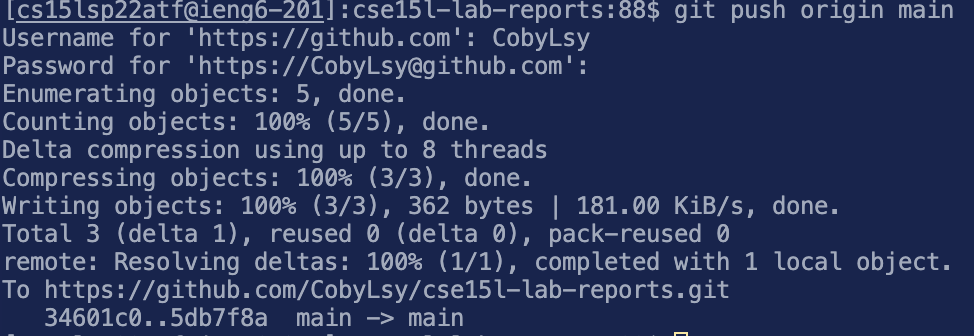 [cs15lsp22atf@ieng6-201]:cse15l-lab-reports:88$ git push origin main
Username for 'https://github.com': CobyLsy
Password for 'https://CobyLsy@github.com':
Enumerating objects: 5, done.
Counting objects: 100% (5/5), done.
Delta compression using up to 8 threads
Compressing objects: 100% (3/3), done.
Writing objects: 100% (3/3), 362 bytes | 181.00 KiB/s, done.
Total 3 (delta 1), reused 0 (delta 0), pack-reused 0
remote: Resolving deltas: 100% (1/1), completed with 1 local object.
To https://github.com/CobyLsy/cse15l-lab-reports.git
   34601c0..5db7f8a  main -> main